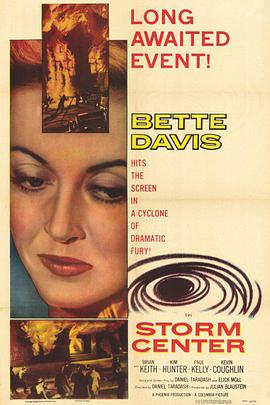 LONG
AWAITED
EVENT!
BETTE
DAVIS
HITS
THE
SCREEN
IN
A CYCLONE
OF
DRAMATIC
FURY!
in
STORM
CENTER
with
BRIAN KEITH
KIM HUNTER
PAUL KELLY
KEVIN COUGHLIN
Story and Screen Play by DANIEL TARADASH and ELICK MOLL
Directed by DANIEL TARADASH Produced by JULIAN BLAUSTEIN
A PHOENIX PRODUCTION A COLUMBIA PICTURE